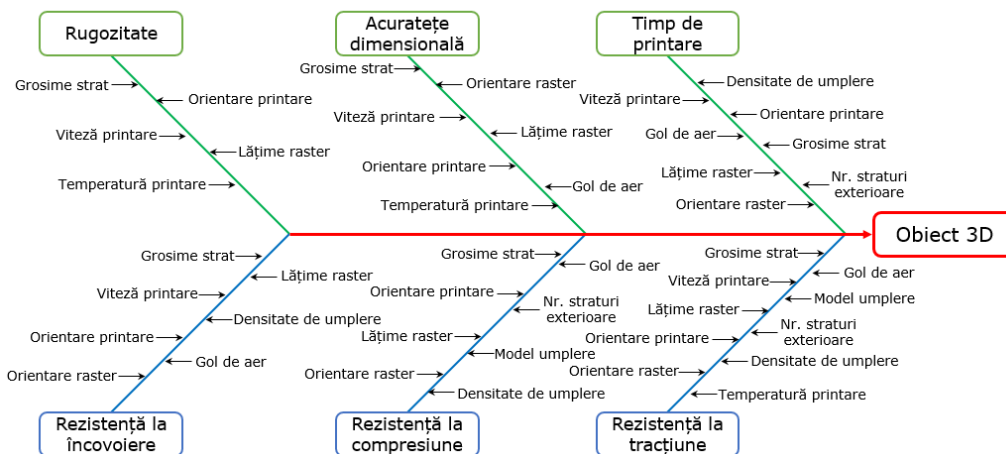 Rugozitate
Acuratețe
dimensională
Timp de
printare
Grosime strat
Orientare printare
Viteză printare
Lățime raster
Temperatură printare
Grosime strat
Orientare raster
Viteză printare
Lățime raster
Orientare printare
Gol de aer
Temperatură printare
Densitate de umplere
Viteză printare
Orientare printare
Gol de aer
Grosime strat
Lățime raster
Nr. straturi
exterioare
Orientare raster
Obiect 3D
Grosime strat
Lățime raster
Viteză printare
Densitate de umplere
Orientare printare
Gol de aer
Orientare raster
Grosime strat
Gol de aer
Orientare printare
Nr. straturi
exterioare
Lățime raster
Model umplere
Orientare raster
Densitate de umplere
Grosime strat
Gol de aer
Viteză printare
Model umplere
Lățime raster
Nr. straturi
exterioare
Orientare printare
Densitate de umplere
Orientare raster
Temperatură printare
Rezistență la
încovoiere
Rezistență la
compresiune
Rezistență la
tracțiune